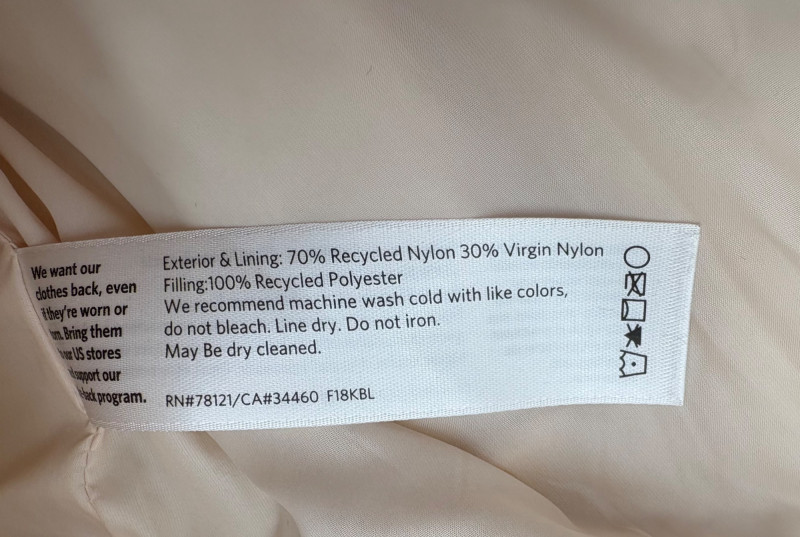 We want our
clothes back, even
if they're worn or
Bring them
US stores
support our
back program.
Exterior & Lining: 70% Recycled Nylon 30% Virgin Nylon
Filling:100% Recycled Polyester
We recommend machine wash cold with like colors,
do not bleach. Line dry. Do not iron.
May Be dry cleaned.
RN#78121/CA#34460 F18KBL